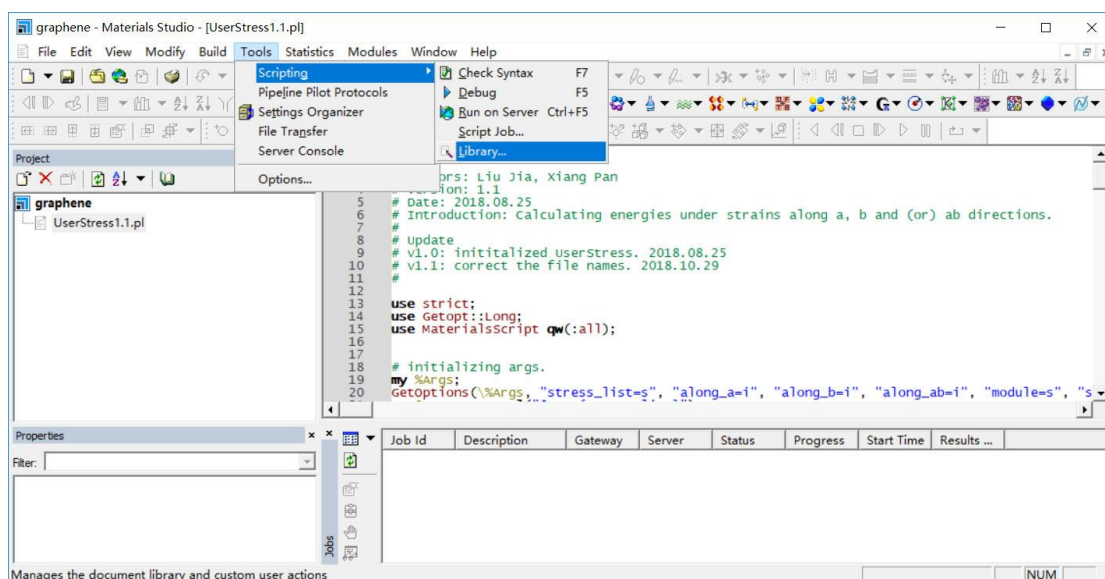 graphene - Materials Studio - [UserStress1.1.pl]
File Edit View Modify Build Tools Statistics Modules Window Help
Scripting
Pipeline Pilot Protocols
Settings Organizer
File Transfer
Server Console
Options...
Check Syntax F7
Debug F5
Run on Server Ctrl+F5
Script Job...
Library...
Project
graphene
UserStress1.1.pl
ors: Liu Jia, Xiang Pan
ion: 1.1
5 # Date: 2018.08.25
6 # Introduction: Calculating energies under strains along a, b and (or) ab directions.
7 #
8 # Update
9 # v1.0: inititalized UserStress. 2018.08.25
10 # v1.1: correct the file names. 2018.10.29
11 #
12
13 use strict;
14 use Getopt::Long;
15 use MaterialsScript qw(:all);
16
17
18 # initializing args.
19 my %Args;
20 GetOptions(\%Args, "stress_list=s", "along_a=i", "along_b=i", "along_ab=i", "module=s", "s
Properties
Filter:
Jobs
Job Id Description Gateway Server Status Progress Start Time Results ...
Manages the document library and custom user actions
NUM